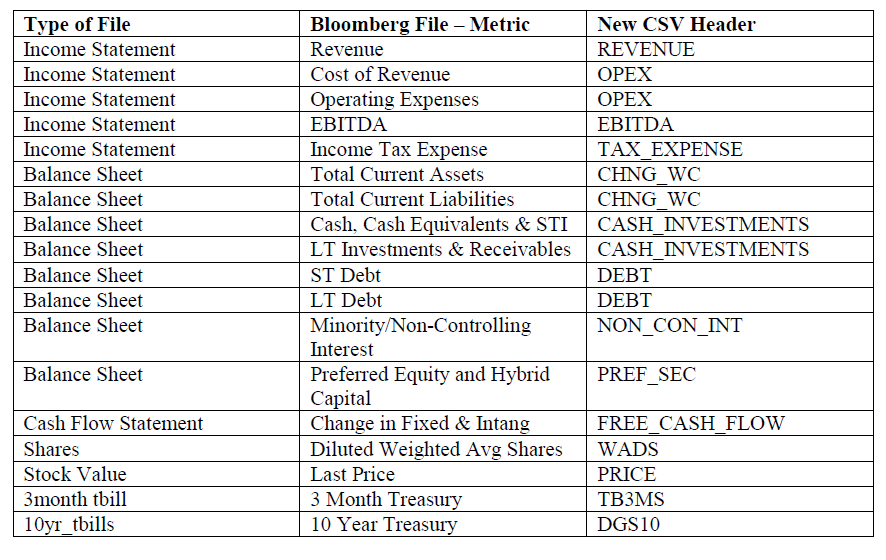 Type of File Bloomberg File – Metric New CSV Header
Income Statement Revenue REVENUE
Income Statement Cost of Revenue OPEX
Income Statement Operating Expenses OPEX
Income Statement EBITDA EBITDA
Income Statement Income Tax Expense TAX_EXPENSE
Balance Sheet Total Current Assets CHNG_WC
Balance Sheet Total Current Liabilities CHNG_WC
Balance Sheet Cash, Cash Equivalents & STI CASH_INVESTMENTS
Balance Sheet LT Investments & Receivables CASH_INVESTMENTS
Balance Sheet ST Debt DEBT
Balance Sheet LT Debt DEBT
Balance Sheet Minority/Non-Controlling NON_CON_INT
Interest
Balance Sheet Preferred Equity and Hybrid PREF_SEC
Capital
Cash Flow Statement Change in Fixed & Intang FREE_CASH_FLOW
Shares Diluted Weighted Avg Shares WADS
Stock Value Last Price PRICE
3month tbill 3 Month Treasury TB3MS
10yr_tbills 10 Year Treasury DGS10